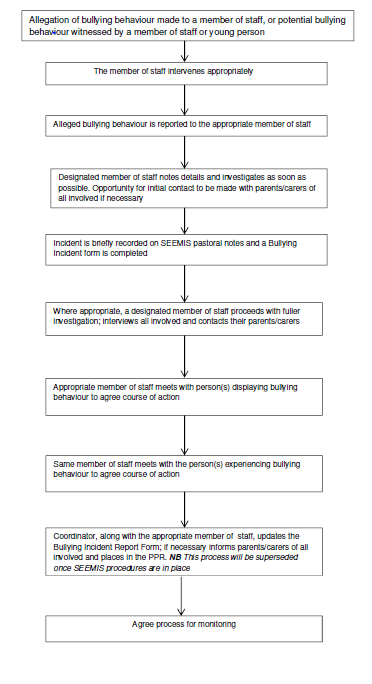 Allegation of bullying behaviour made to a member of staff, or potential bullying
behaviour witnessed by a member of staff or young person
The member of staff intervenes appropriately
Alleged bullying behaviour is reported to the appropriate member of staff
Designated member of staff notes details and investigates as soon as
possible. Opportunity for initial contact to be made with parents/carers of
all involved if necessary
Incident is briefly recorded on SEEMIS pastoral notes and a Bullying
Incident form is completed
Where appropriate, a designated member of staff proceeds with fuller
investigation; interviews all involved and contacts their parents/carers
Appropriate member of staff meets with person(s) displaying bullying
behaviour to agree course of action
Same member of staff meets with the person(s) experiencing bullying
behaviour to agree course of action
Coordinator, along with the appropriate member of staff, updates the
Bullying Incident Report Form; if necessary informs parents/carers of all
involved and places in the PPR. NB This process will be superseded
once SEEMIS procedures are in place
Agree process for monitoring